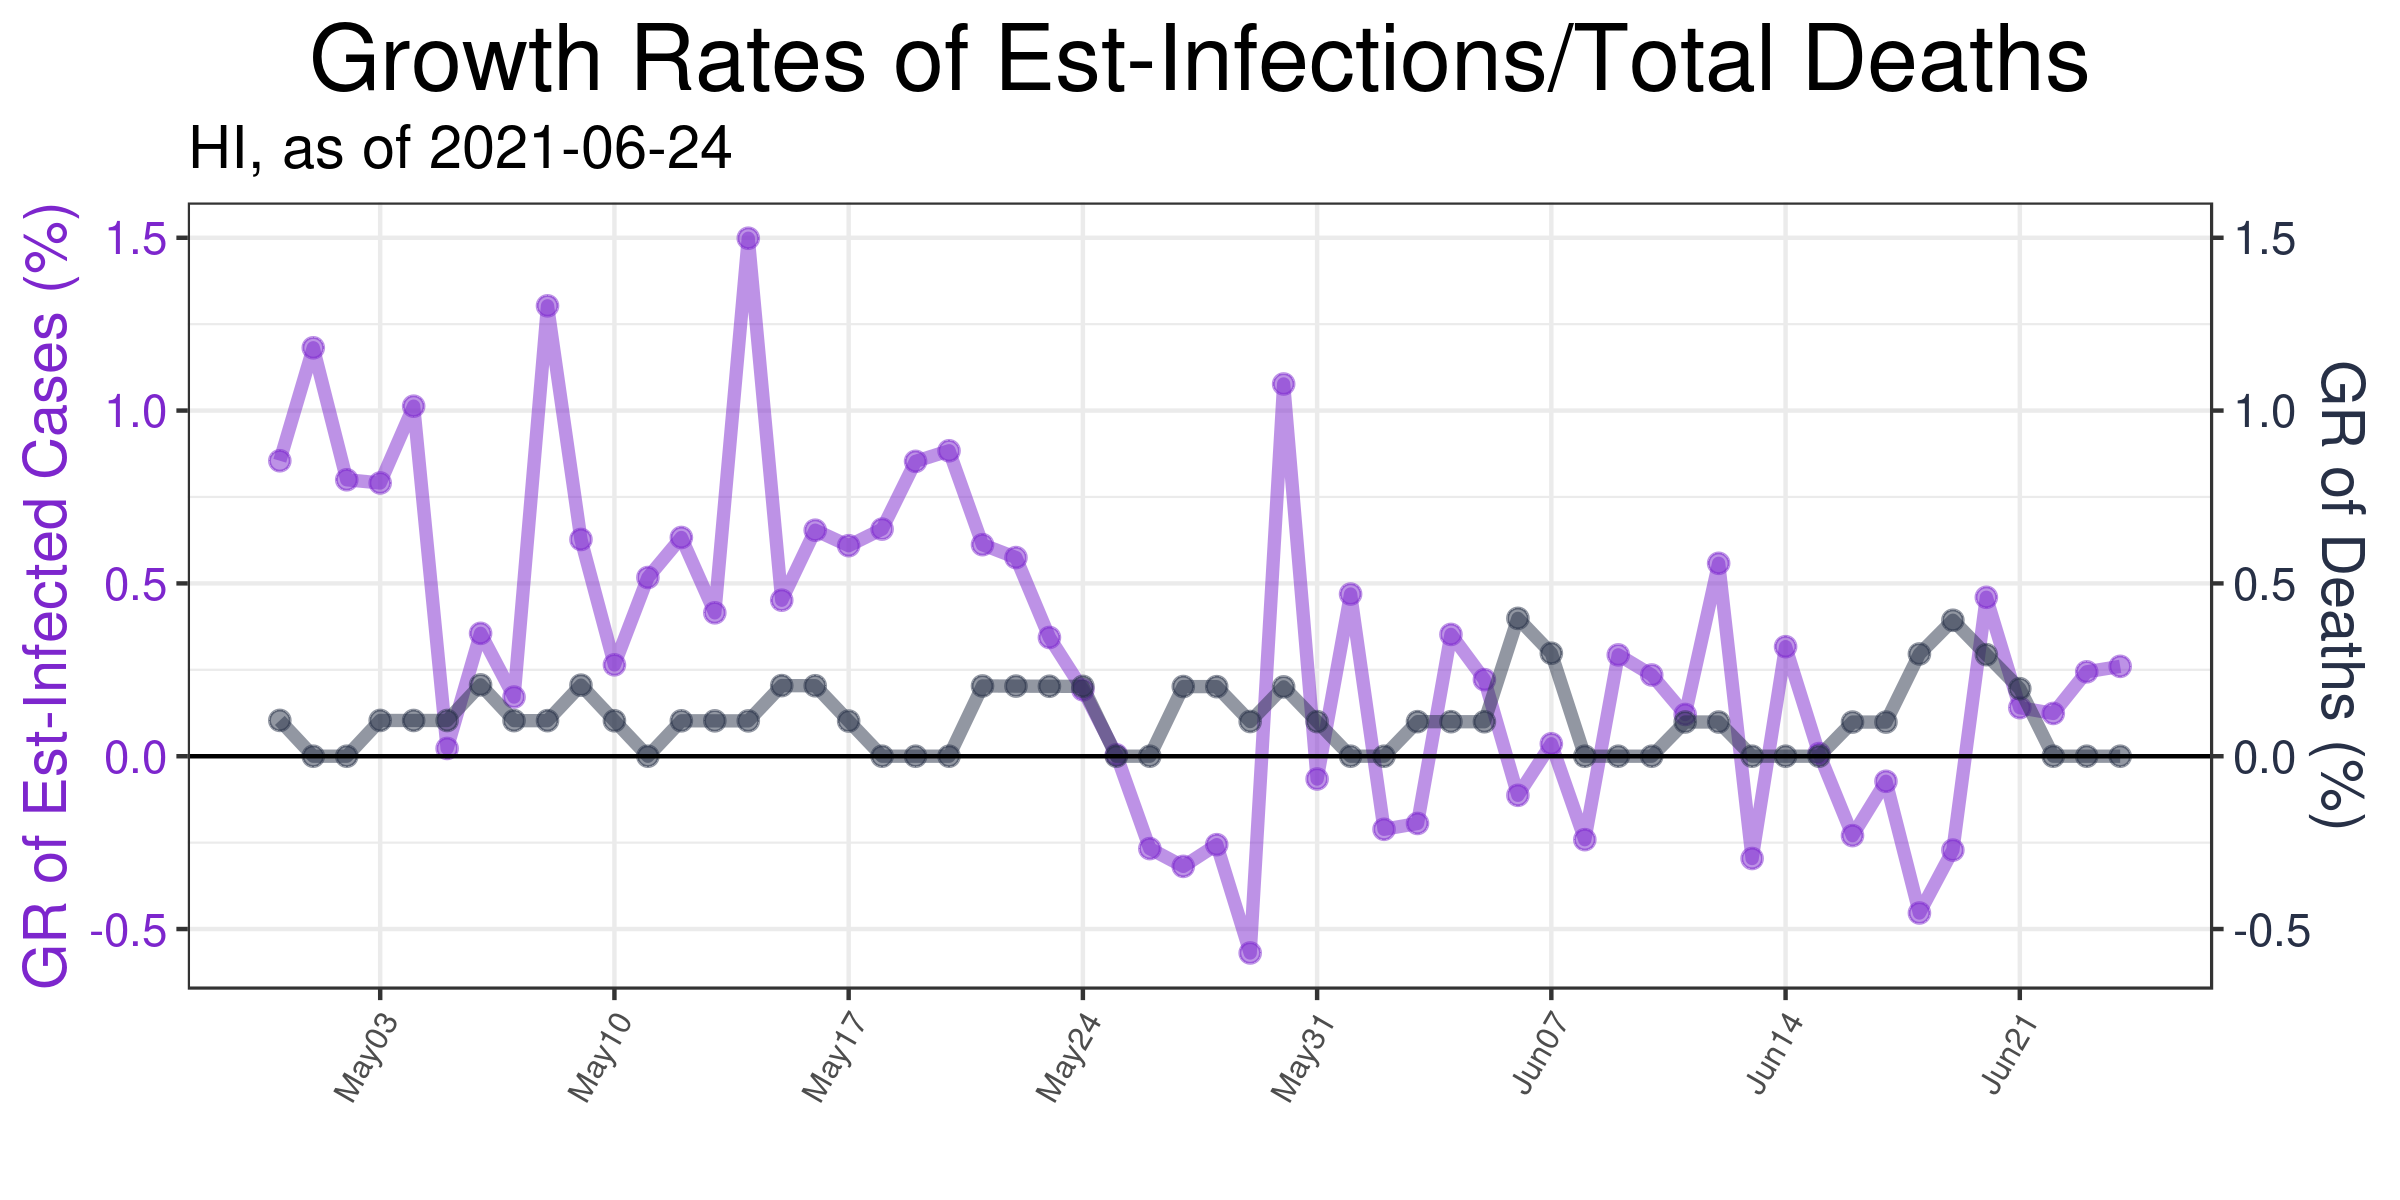 Growth Rates of Est-Infections/Total Deaths
HI, as of 2021-06-24
GR of Est-Infected Cases (%)
1.5
1.0
0.5
0.0
-0.5
1.5
1.0
0.5
0.0
-0.5
GR of Deaths (%)
May03
May10
May17
May24
May31
Jun07
Jun14
Jun21